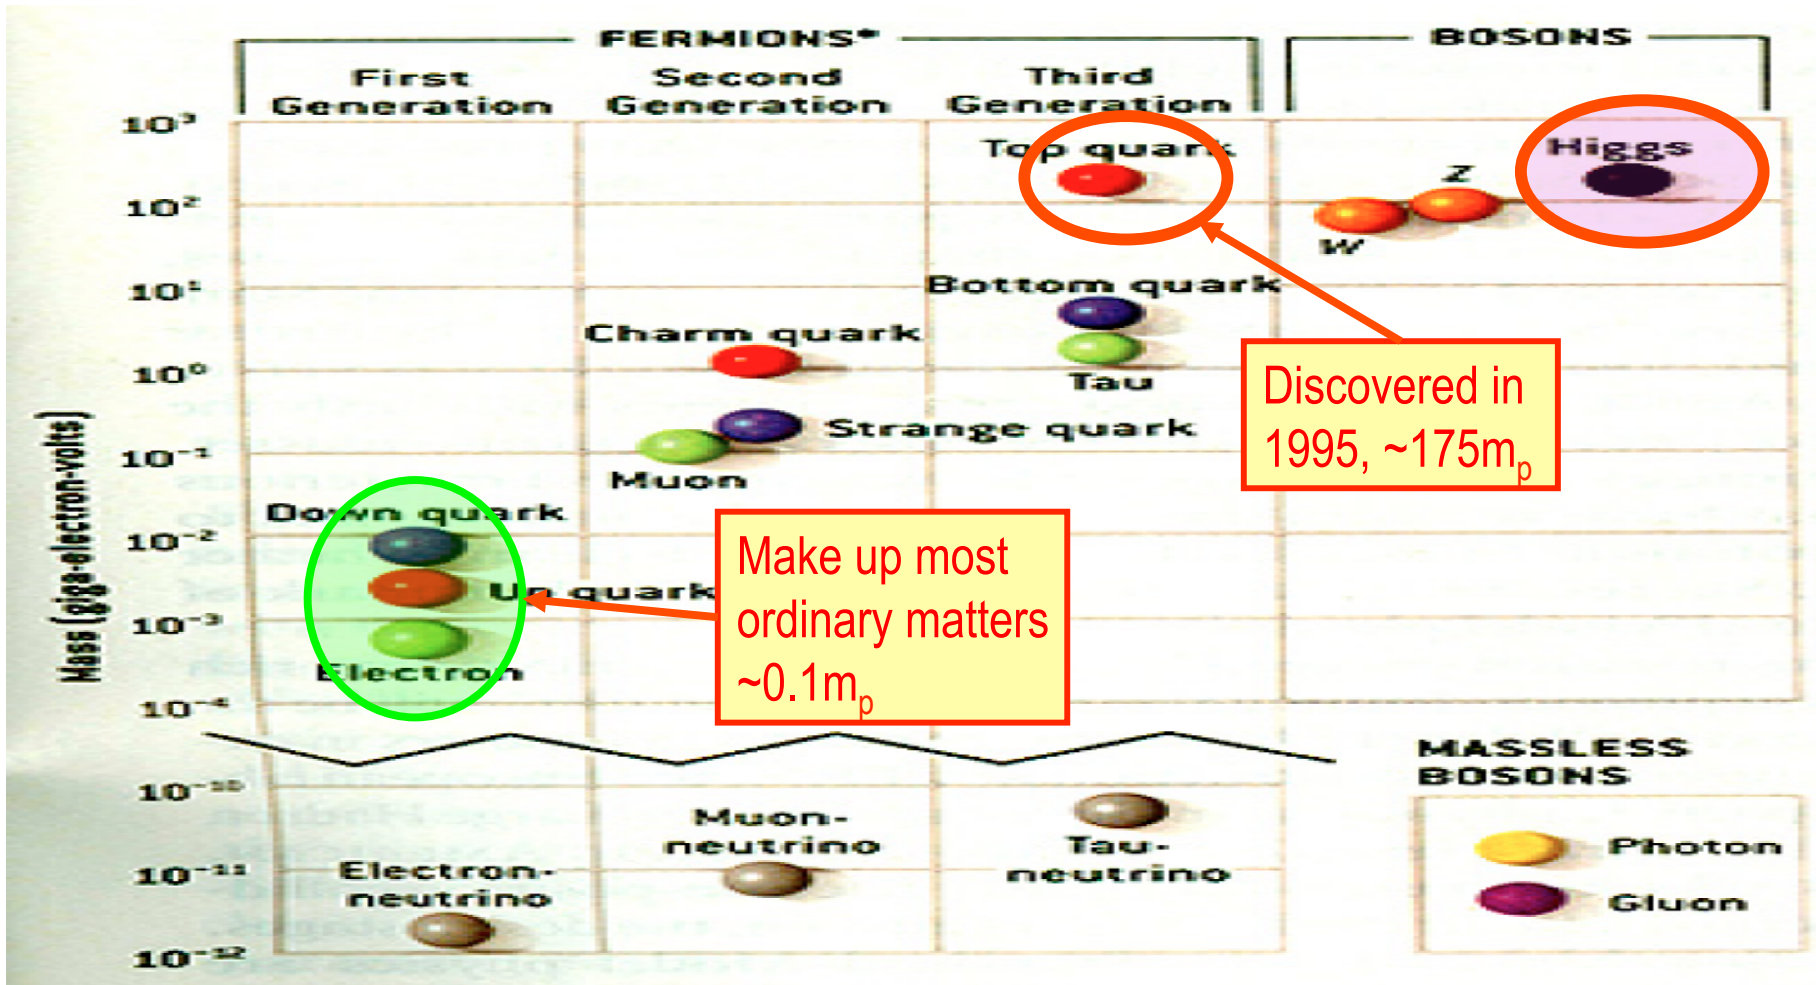 FERMIONS*
BOSONS
First
Generation
Second
Generation
Third
Generation
10³
10²
10¹
10⁰
10⁻¹
10⁻²
10⁻³
10⁻⁴
10⁻¹⁰
10⁻¹¹
10⁻¹²
Mass (giga-electron-volts)
Top quark
Higgs
Z
W
Bottom quark
Charm quark
Tau
Strange quark
Muon
Down quark
Up quark
Electron
Discovered in
1995, ~175mₚ
Make up most
ordinary matters
~0.1mₚ
Muon-
neutrino
Tau-
neutrino
Electron-
neutrino
MASSLESS
BOSONS
Photon
Gluon